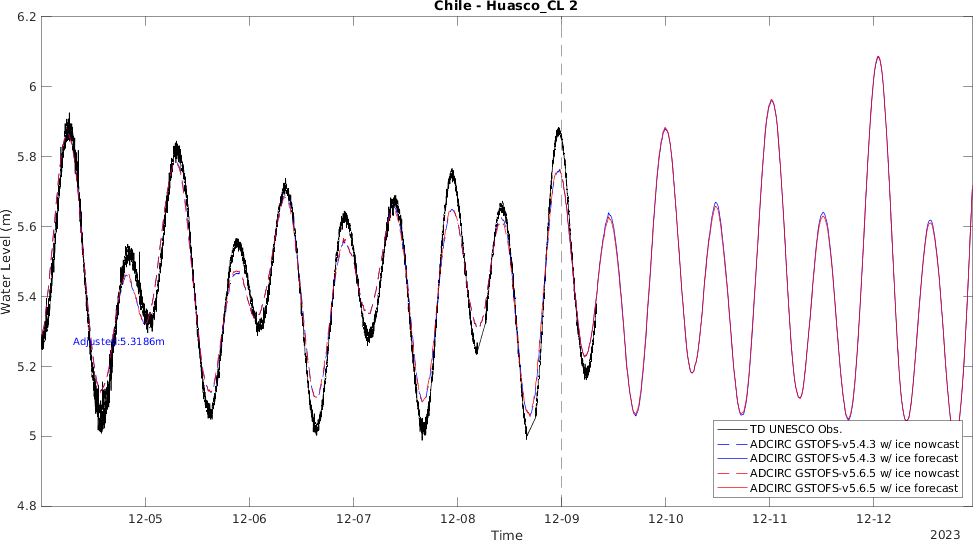 Chile - Huasco_CL 2
6.2
6
5.8
5.6
5.4
5.2
5
4.8
Water Level (m)
Adjusted:5.3186m
TD UNESCO Obs.
ADCIRC GSTOFS-v5.4.3 w/ ice nowcast
ADCIRC GSTOFS-v5.4.3 w/ ice forecast
ADCIRC GSTOFS-v5.6.5 w/ ice nowcast
ADCIRC GSTOFS-v5.6.5 w/ ice forecast
12-05 12-06 12-07 12-08 12-09 12-10 12-11 12-12
Time
2023